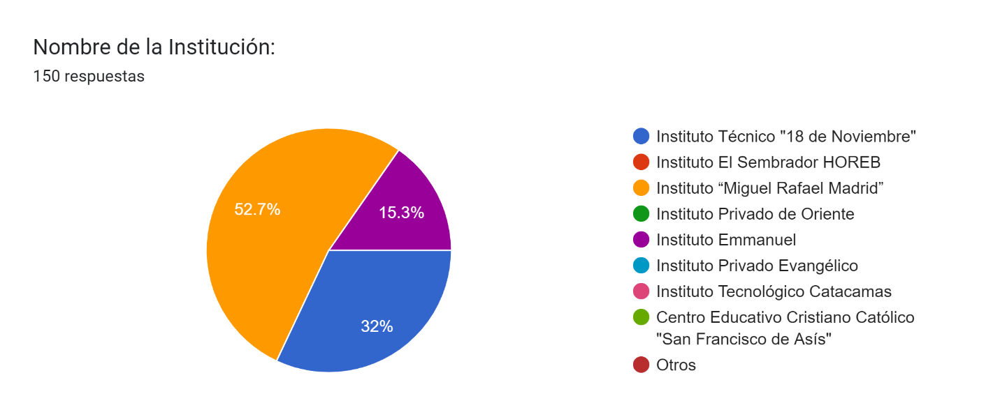 Nombre de la Institución:
150 respuestas
52.7%
15.3%
32%
Instituto Técnico "18 de Noviembre"
Instituto El Sembrador HOREB
Instituto “Miguel Rafael Madrid”
Instituto Privado de Oriente
Instituto Emmanuel
Instituto Privado Evangélico
Instituto Tecnológico Catacamas
Centro Educativo Cristiano Católico
"San Francisco de Asís"
Otros